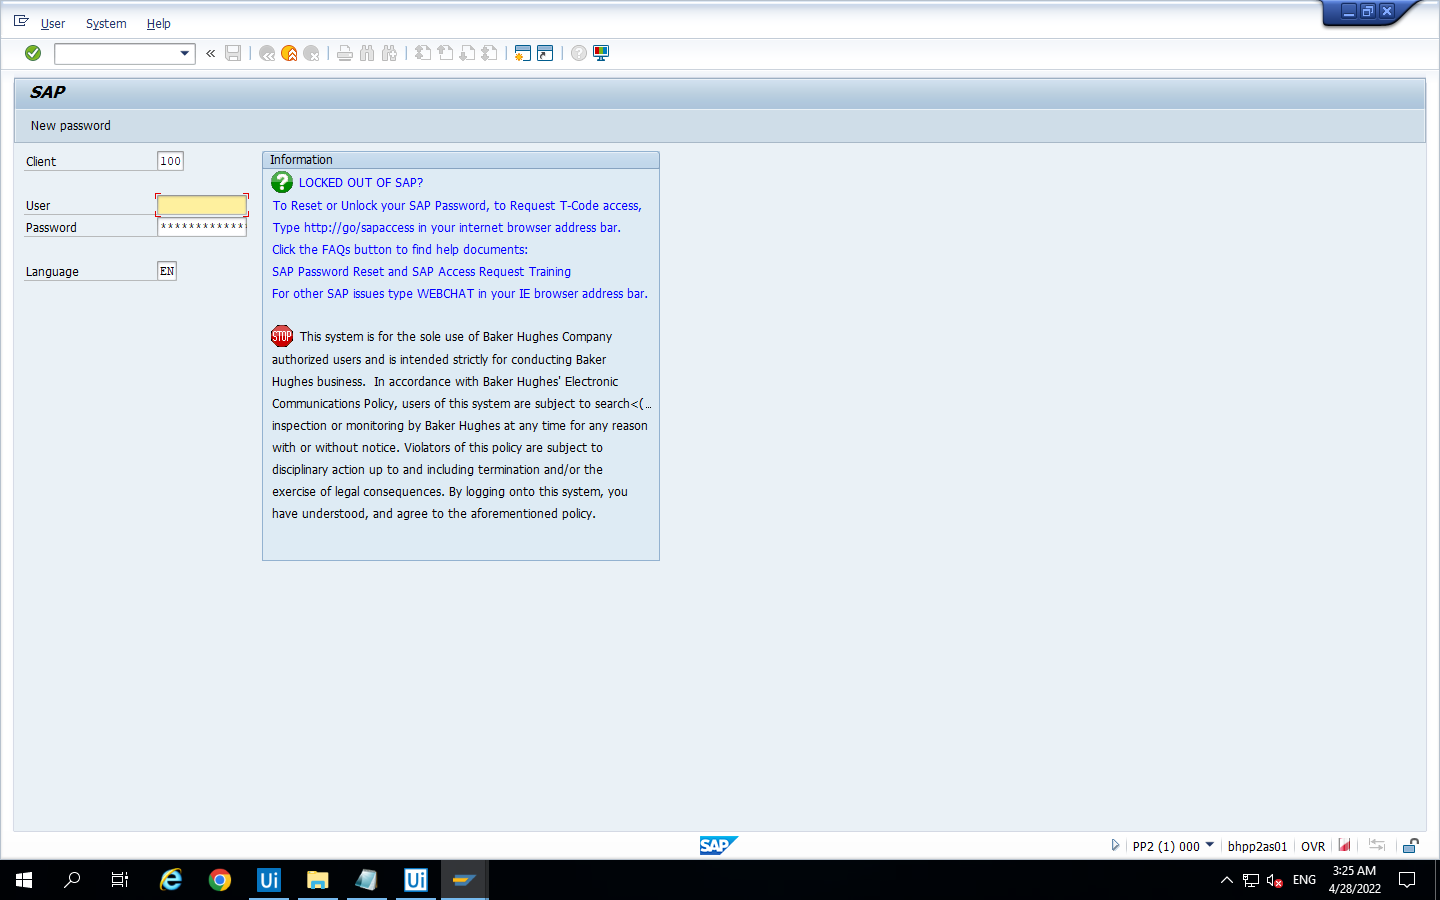 User System Help
SAP
New password
Client 100
User
Password ************
Language EN
Information
LOCKED OUT OF SAP?
To Reset or Unlock your SAP Password, to Request T-Code access,
Type http://go/sapaccess in your internet browser address bar.
Click the FAQs button to find help documents:
SAP Password Reset and SAP Access Request Training
For other SAP issues type WEBCHAT in your IE browser address bar.
STOP This system is for the sole use of Baker Hughes Company
authorized users and is intended strictly for conducting Baker
Hughes business. In accordance with Baker Hughes' Electronic
Communications Policy, users of this system are subject to search<(...
inspection or monitoring by Baker Hughes at any time for any reason
with or without notice. Violators of this policy are subject to
disciplinary action up to and including termination and/or the
exercise of legal consequences. By logging onto this system, you
have understood, and agree to the aforementioned policy.
SAP
PP2 (1) 000 bhpp2as01 OVR
Ui Ui ENG
3:25 AM
4/28/2022